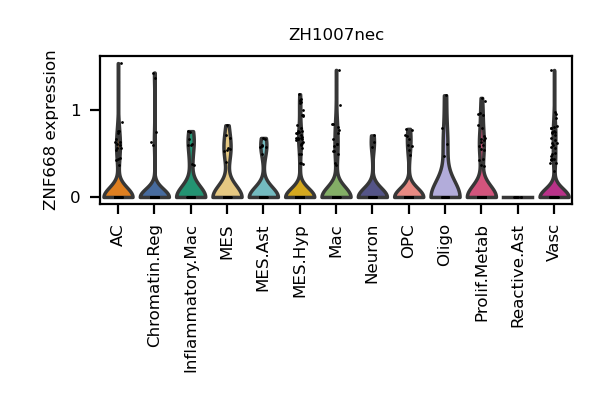 ZH1007nec
ZNF668 expression
1
0
AC
Chromatin.Reg
Inflammatory.Mac
MES
MES.Ast
MES.Hyp
Mac
Neuron
OPC
Oligo
Prolif.Metab
Reactive.Ast
Vasc